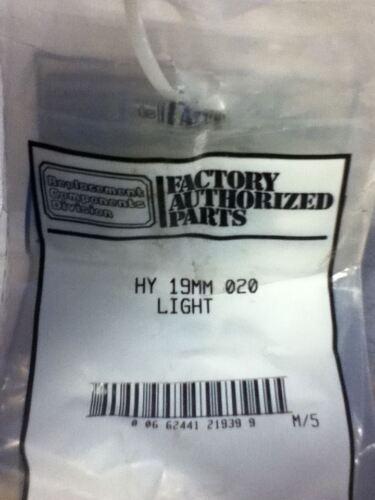 Replacement
Components
Division
FACTORY
AUTHORIZED
PARTS
HY 19MM 020
LIGHT
0 06 62441 21939 9
M/5